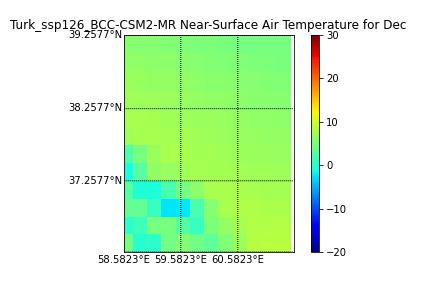 Turk_ssp126_BCC-CSM2-MR Near-Surface Air Temperature for Dec
39.2577°N
38.2577°N
37.2577°N
58.5823°E 59.5823°E 60.5823°E
30
20
10
0
−10
−20